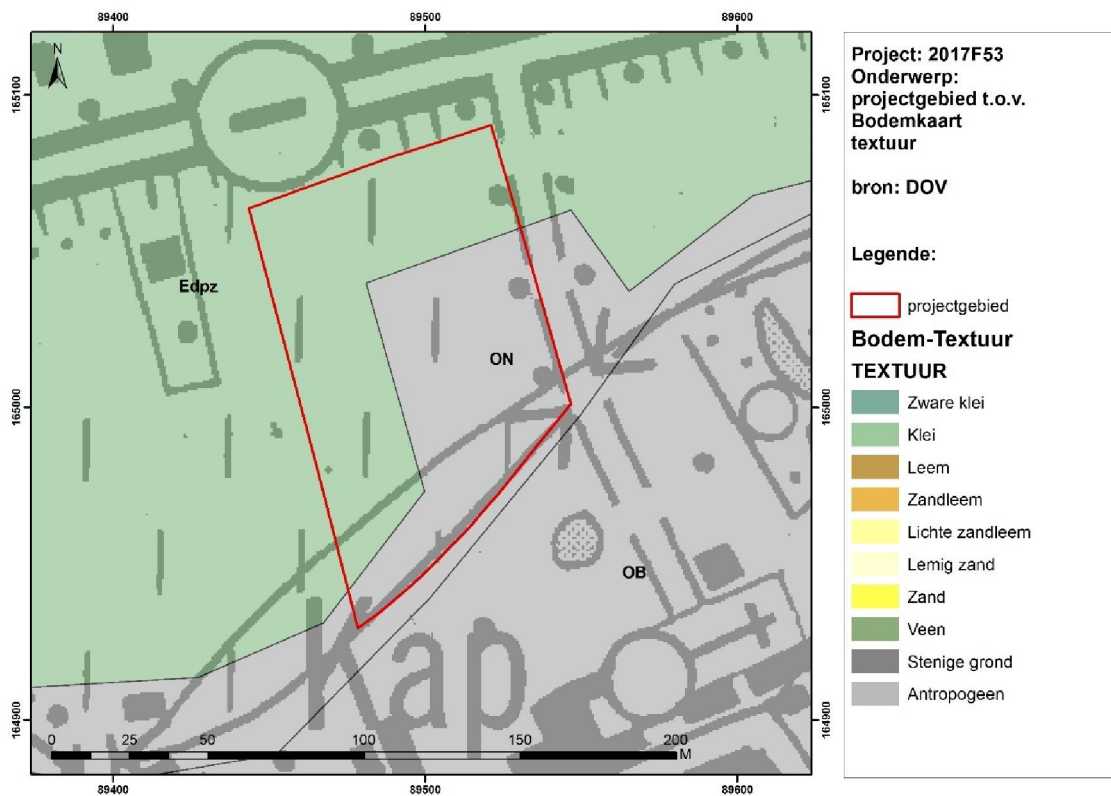 89400 89500 89600
N
165100 165100
Edpz
ON
165000 165000
OB
Kap
164900 164900
0 25 50 100 150 200
M
89400 89500 89600
Project: 2017F53
Onderwerp:
projectgebied t.o.v.
Bodemkaart
textuur
bron: DOV
Legende:
projectgebied
Bodem-Textuur
TEXTUUR
Zware klei
Klei
Leem
Zandleem
Lichte zandleem
Lemig zand
Zand
Veen
Stenige grond
Antropogeen